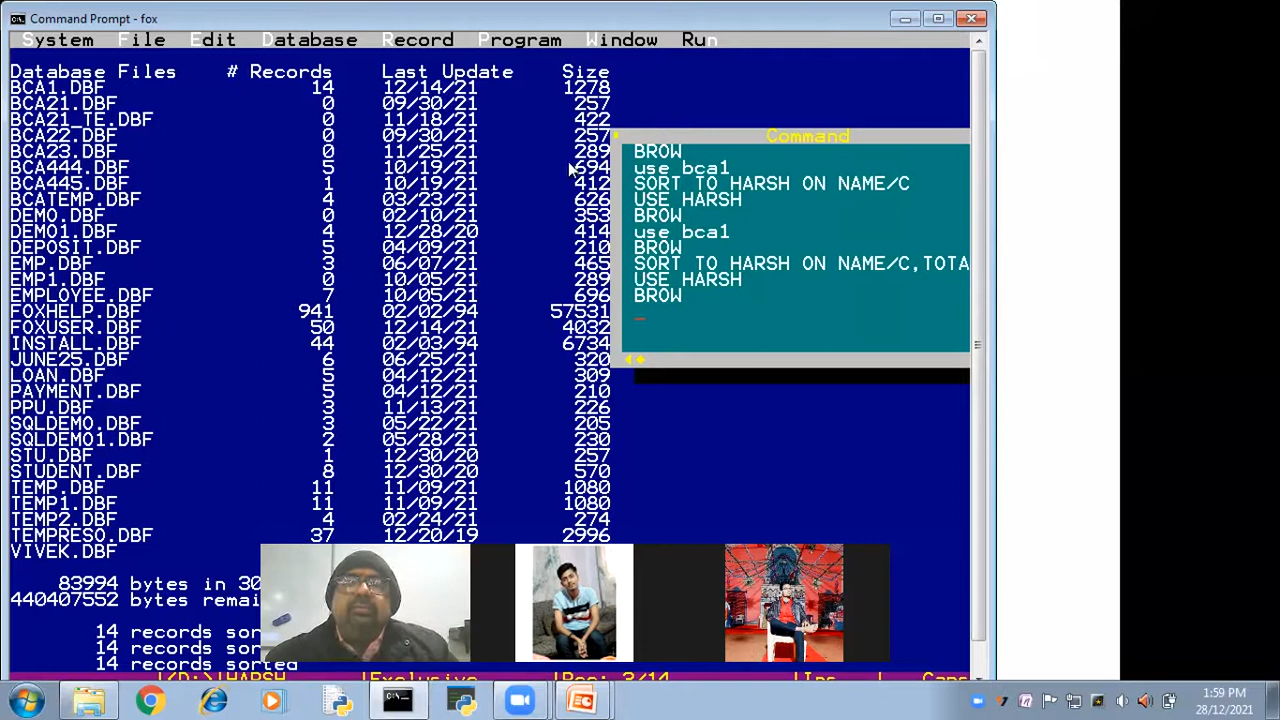 Command Prompt - fox
System File Edit Database Record Program Window Run
Database Files # Records Last Update Size
BCA1.DBF 14 12/14/21 1278
BCA21.DBF 0 09/30/21 257
BCA21_TE.DBF 0 11/18/21 422
BCA22.DBF 0 09/30/21 257
BCA23.DBF 0 11/25/21 289
BCA444.DBF 5 10/19/21 694
BCA445.DBF 1 10/19/21 412
BCATEMP.DBF 4 03/23/21 626
DEMO.DBF 0 02/10/21 353
DEMO1.DBF 4 12/28/20 414
DEPOSIT.DBF 5 04/09/21 210
EMP.DBF 3 06/07/21 465
EMP1.DBF 0 10/05/21 289
EMPLOYEE.DBF 7 10/05/21 696
FOXHELP.DBF 941 02/02/94 57531
FOXUSER.DBF 50 12/14/21 4032
INSTALL.DBF 44 02/03/94 6734
JUNE25.DBF 6 06/25/21 320
LOAN.DBF 5 04/12/21 309
PAYMENT.DBF 5 04/12/21 210
PPU.DBF 3 11/13/21 226
SQLDEMO.DBF 3 05/22/21 205
SQLDEMO1.DBF 2 05/28/21 230
STU.DBF 1 12/30/20 257
STUDENT.DBF 8 12/30/20 570
TEMP.DBF 11 11/09/21 1080
TEMP1.DBF 11 11/09/21 1080
TEMP2.DBF 4 02/24/21 274
TEMPRESO.DBF 37 12/20/19 2996
VIVEK.DBF
83994 bytes in 30
440407552 bytes remai
14 records sor
14 records sor
14 records sorted
Command
BROW
use bca1
SORT TO HARSH ON NAME/C
USE HARSH
BROW
use bca1
BROW
SORT TO HARSH ON NAME/C,TOTA
USE HARSH
BROW
(D:)HARSH Exclusive Rec: 3/14 Ins Caps
1:59 PM
28/12/2021